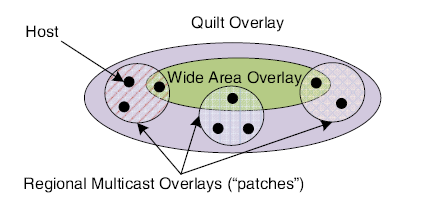 Quilt Overlay
Host
Wide Area Overlay
Regional Multicast Overlays (“patches”)